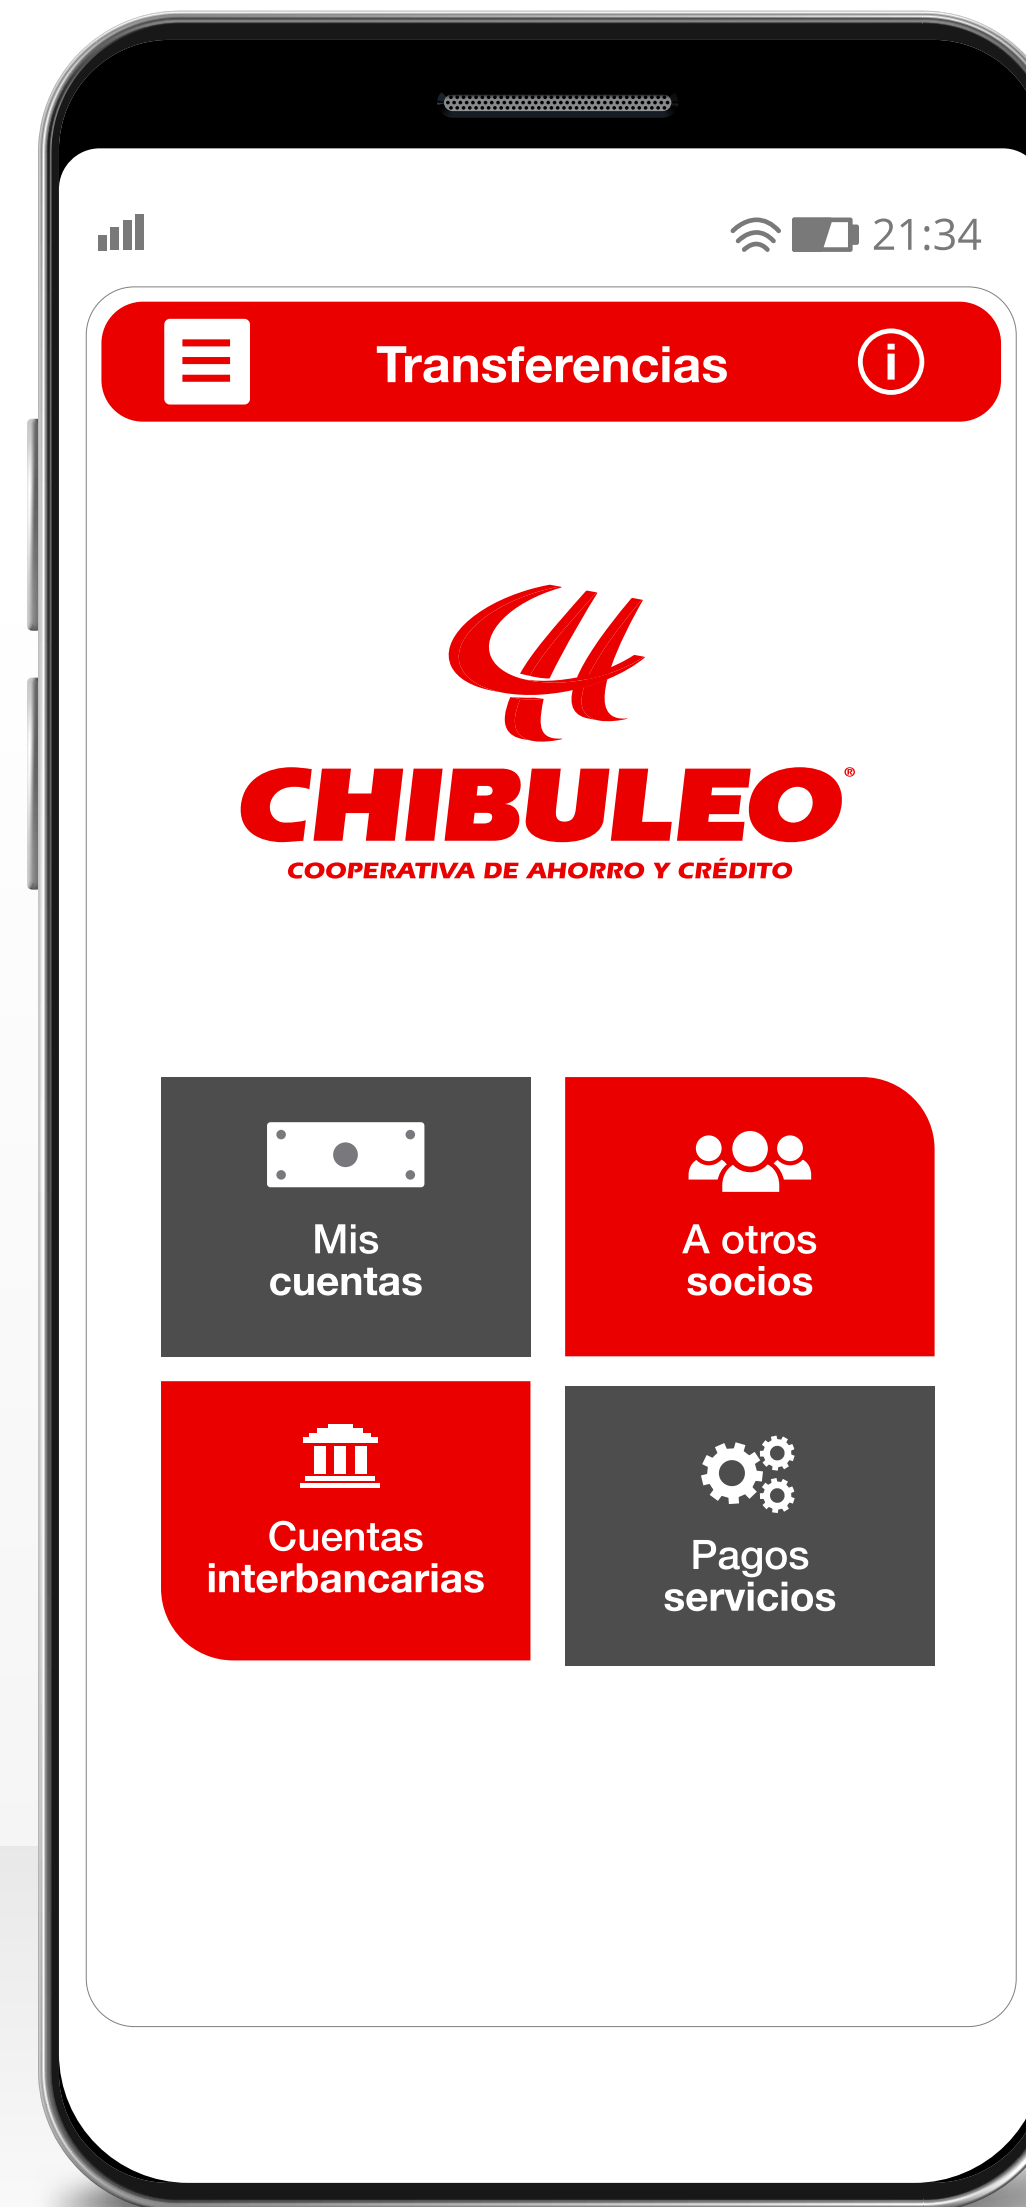 21:34
Transferencias
i
CHIBULEO®
COOPERATIVA DE AHORRO Y CRÉDITO
Mis
cuentas
A otros
socios
Cuentas
interbancarias
Pagos
servicios